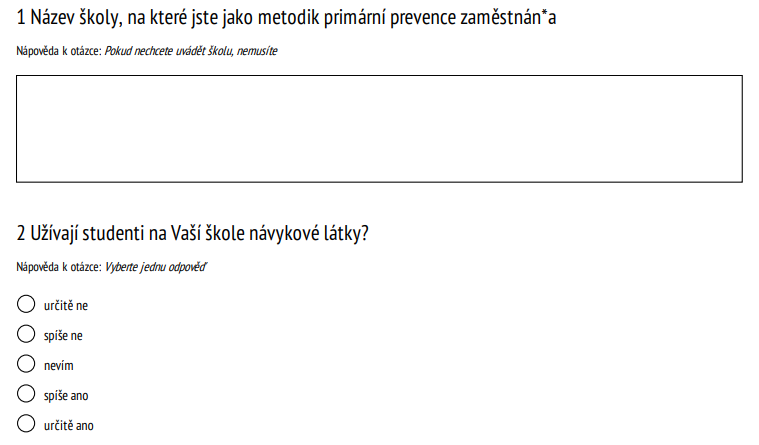 1 Název školy, na které jste jako metodik primární prevence zaměstnán*a
Nápověda k otázce: Pokud nechcete uvádět školu, nemusíte
2 Užívají studenti na Vaší škole návykové látky?
Nápověda k otázce: Vyberte jednu odpověď
určitě ne
spíše ne
nevím
spíše ano
určitě ano